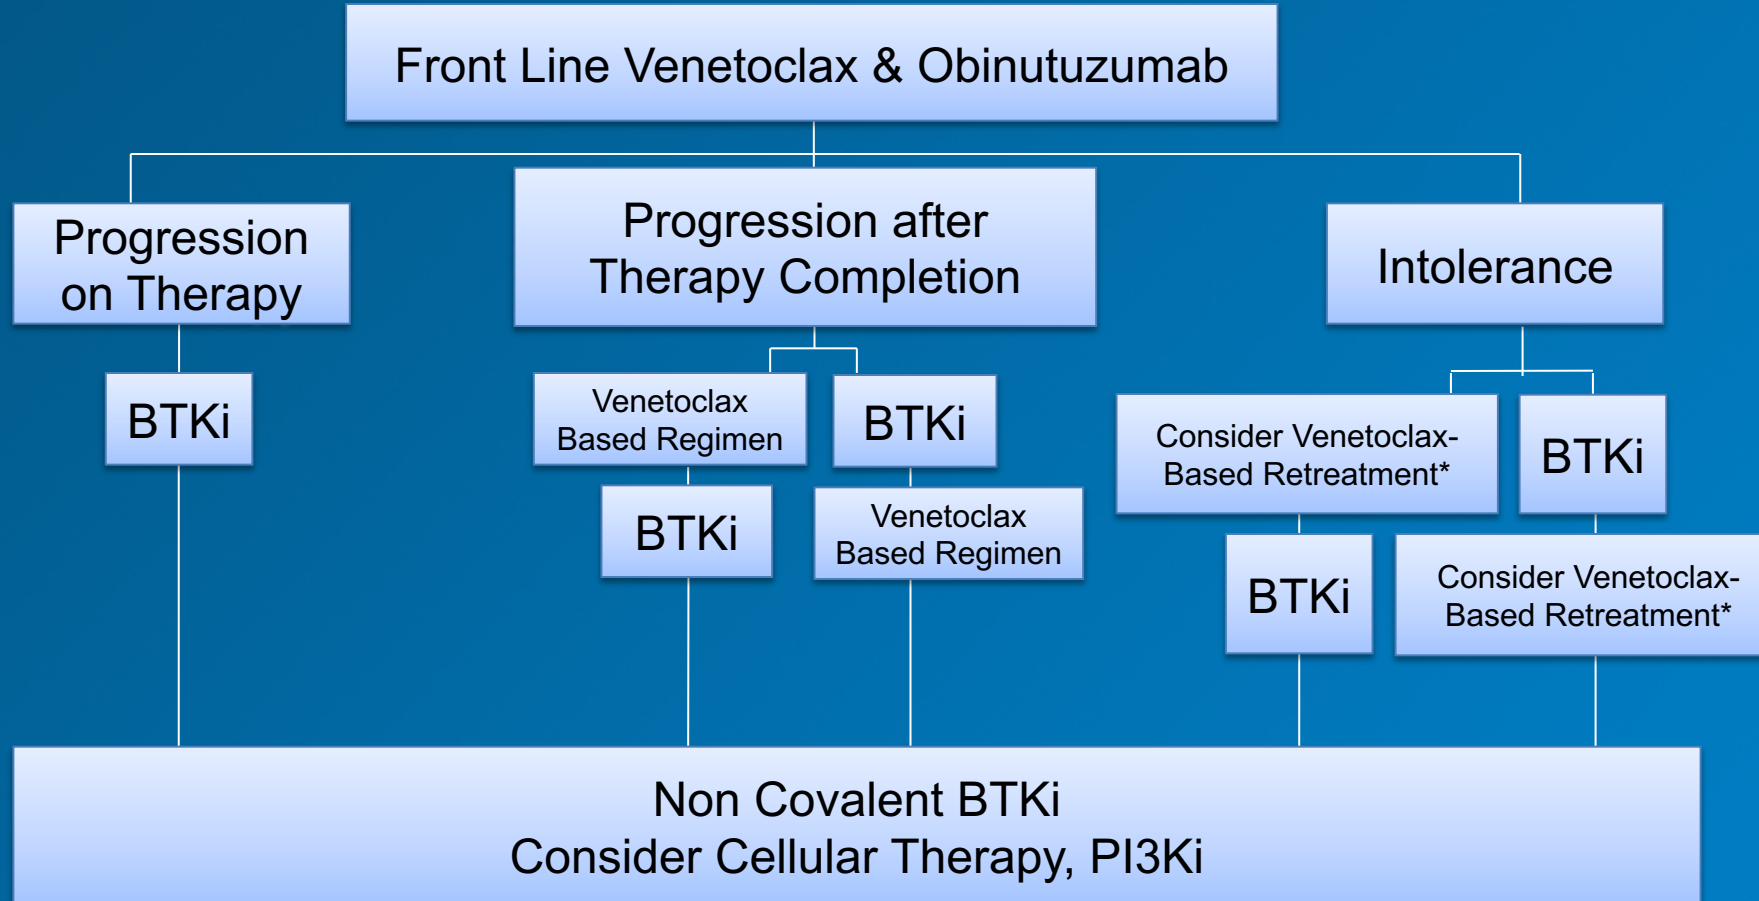 Front Line Venetoclax & Obinutuzumab
Progression
on Therapy
Progression after
Therapy Completion
Intolerance
BTKi
Venetoclax
Based Regimen
BTKi
Consider Venetoclax-
Based Retreatment*
BTKi
BTKi
Venetoclax
Based Regimen
BTKi
Consider Venetoclax-
Based Retreatment*
Non Covalent BTKi
Consider Cellular Therapy, PI3Ki